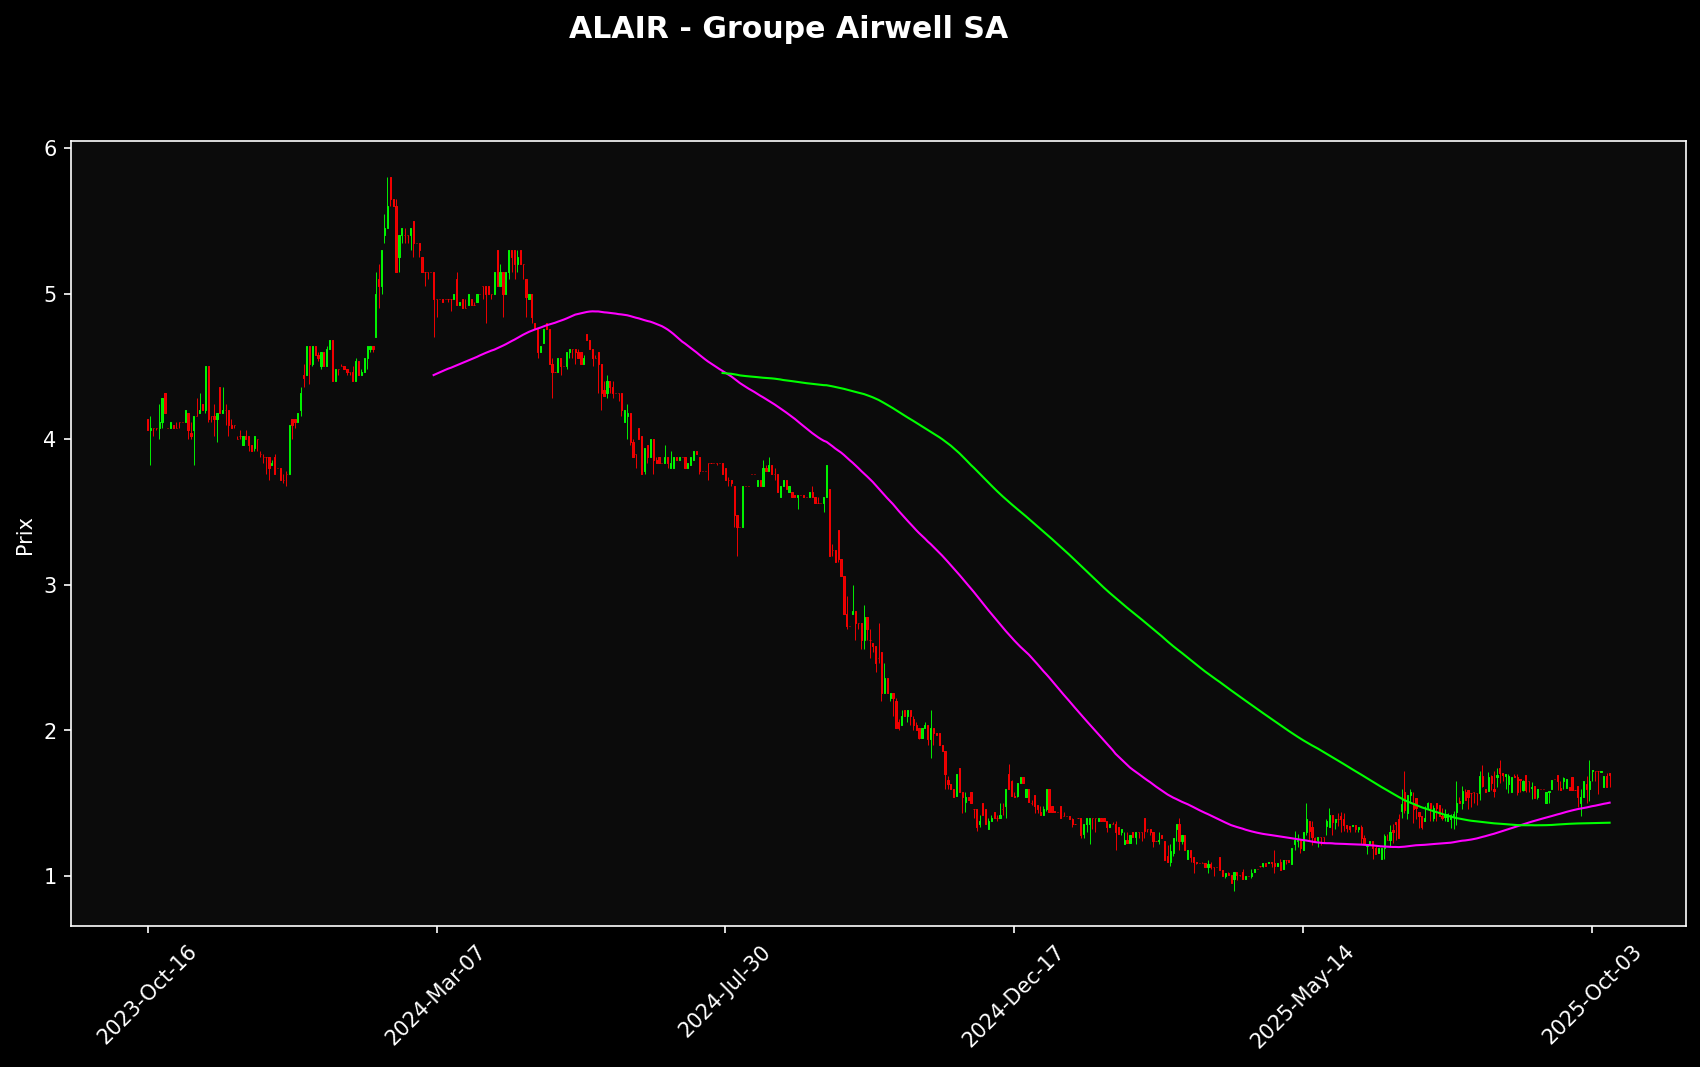 ALAIR - Groupe Airwell SA
6
5
4
3
2
1
Prix
2023-Oct-16
2024-Mar-07
2024-Jul-30
2024-Dec-17
2025-May-14
2025-Oct-03